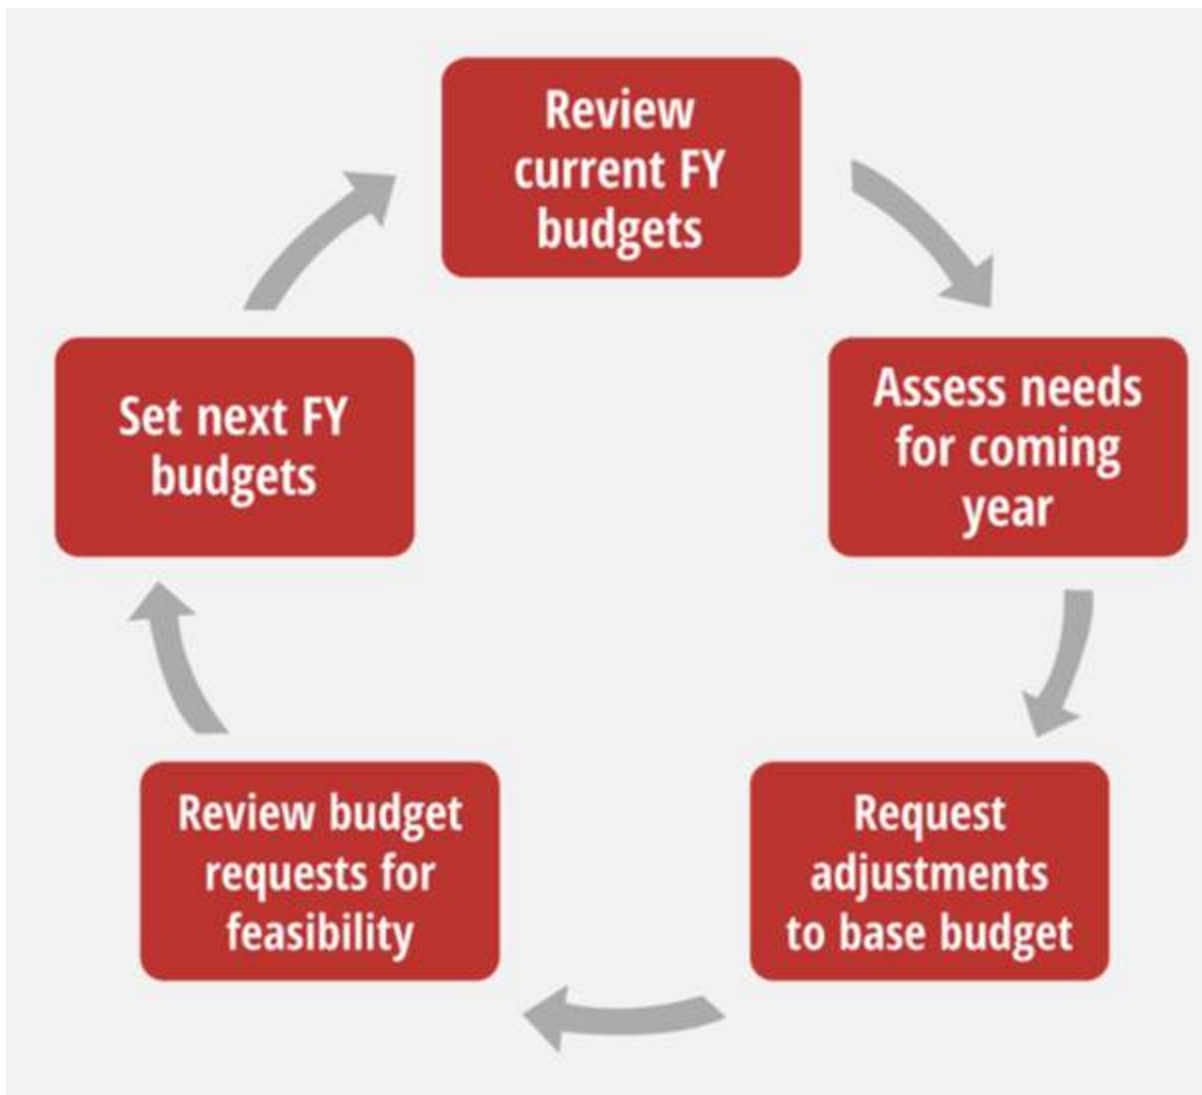 Review
current FY
budgets
Assess needs
for coming
year
Request
adjustments
to base budget
Review budget
requests for
feasibility
Set next FY
budgets